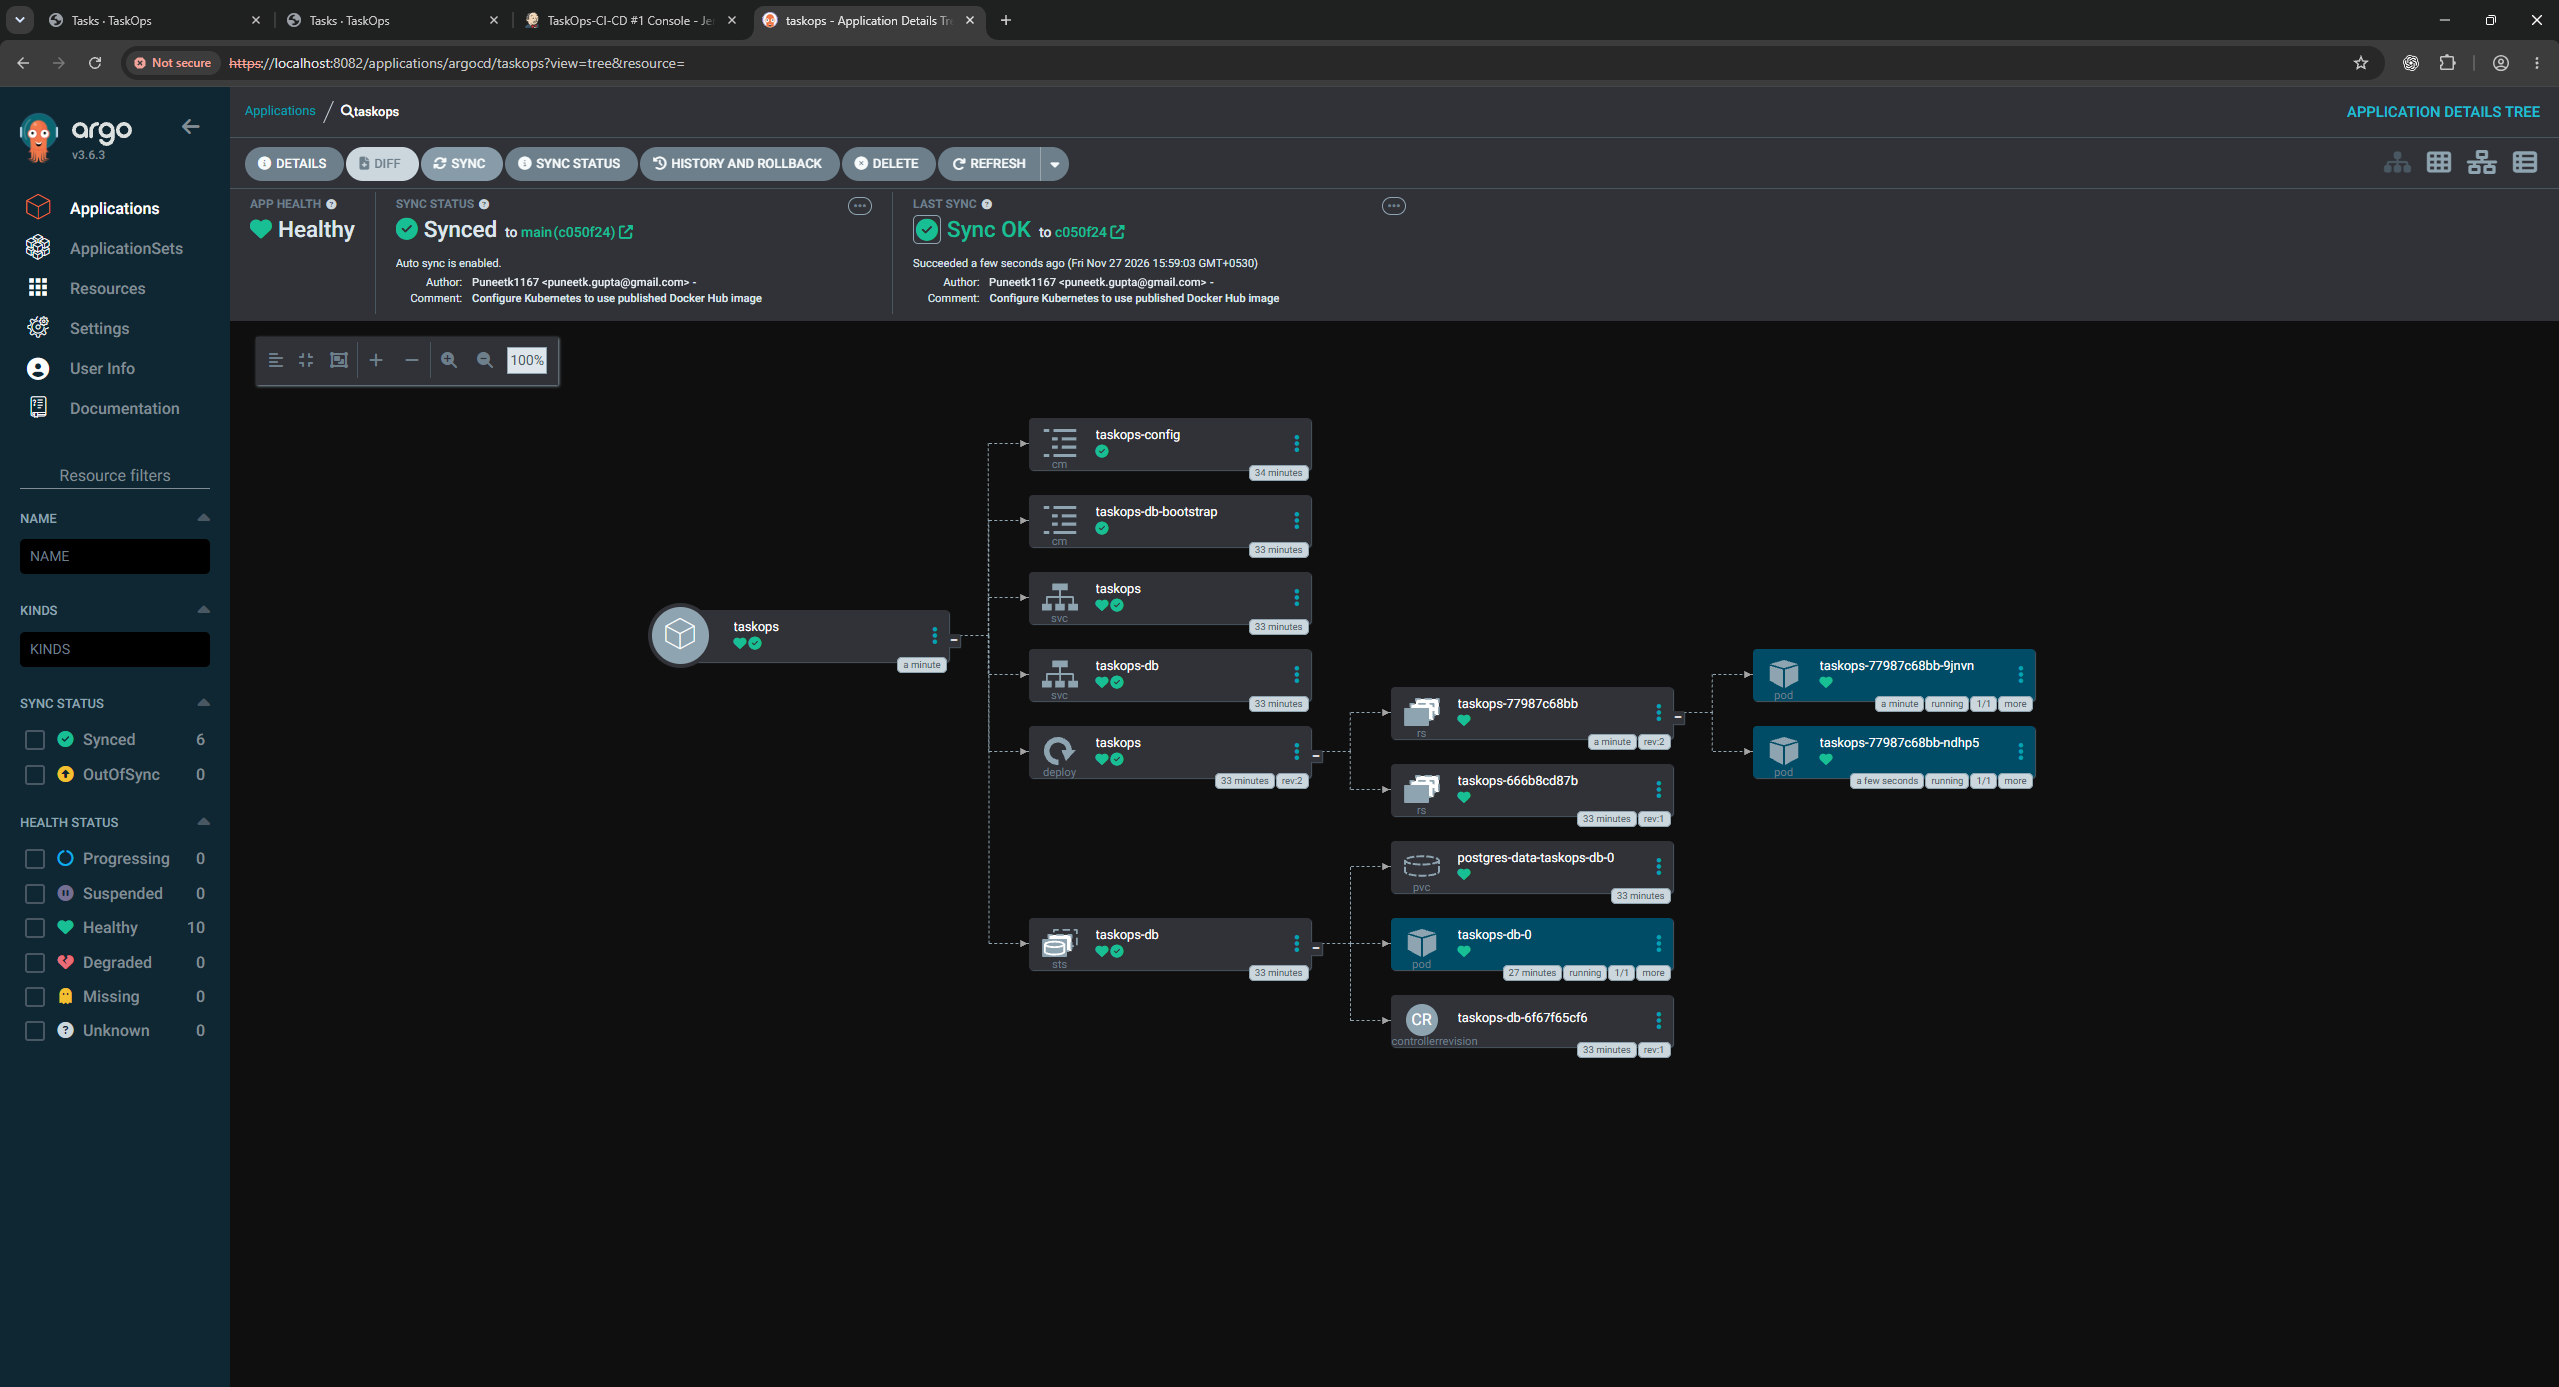 Tasks · TaskOps
Tasks · TaskOps
TaskOps-CI-CD #1 Console - Je
taskops - Application Details Tre
Not secure
https://localhost:8082/applications/argocd/taskops?view=tree&resource=
argo
v3.6.3
Applications
ApplicationSets
Resources
Settings
User Info
Documentation
Resource filters
NAME
NAME
KINDS
KINDS
SYNC STATUS
Synced 6
OutOfSync 0
HEALTH STATUS
Progressing 0
Suspended 0
Healthy 10
Degraded 0
Missing 0
Unknown 0
Applications / taskops
APPLICATION DETAILS TREE
DETAILS DIFF SYNC SYNC STATUS HISTORY AND ROLLBACK DELETE REFRESH
APP HEALTH
Healthy
SYNC STATUS
Synced to main (c050f24)
Auto sync is enabled.
Author: Puneetk1167 <puneetk.gupta@gmail.com> -
Comment: Configure Kubernetes to use published Docker Hub image
LAST SYNC
Sync OK to c050f24
Succeeded a few seconds ago (Fri Nov 27 2026 15:59:03 GMT+0530)
Author: Puneetk1167 <puneetk.gupta@gmail.com> -
Comment: Configure Kubernetes to use published Docker Hub image
100%
taskops
a minute
taskops-config
cm
34 minutes
taskops-db-bootstrap
cm
33 minutes
taskops
svc
33 minutes
taskops-db
svc
33 minutes
taskops
deploy
33 minutes rev:2
taskops-db
sts
33 minutes
taskops-77987c68bb
rs
a minute rev:2
taskops-666b8cd87b
rs
33 minutes rev:1
postgres-data-taskops-db-0
pvc
33 minutes
taskops-db-0
pod
27 minutes running 1/1 more
CR
taskops-db-6f67f65cf6
controllerrevision
33 minutes rev:1
taskops-77987c68bb-9jnvn
pod
a minute running 1/1 more
taskops-77987c68bb-ndhp5
pod
a few seconds running 1/1 more